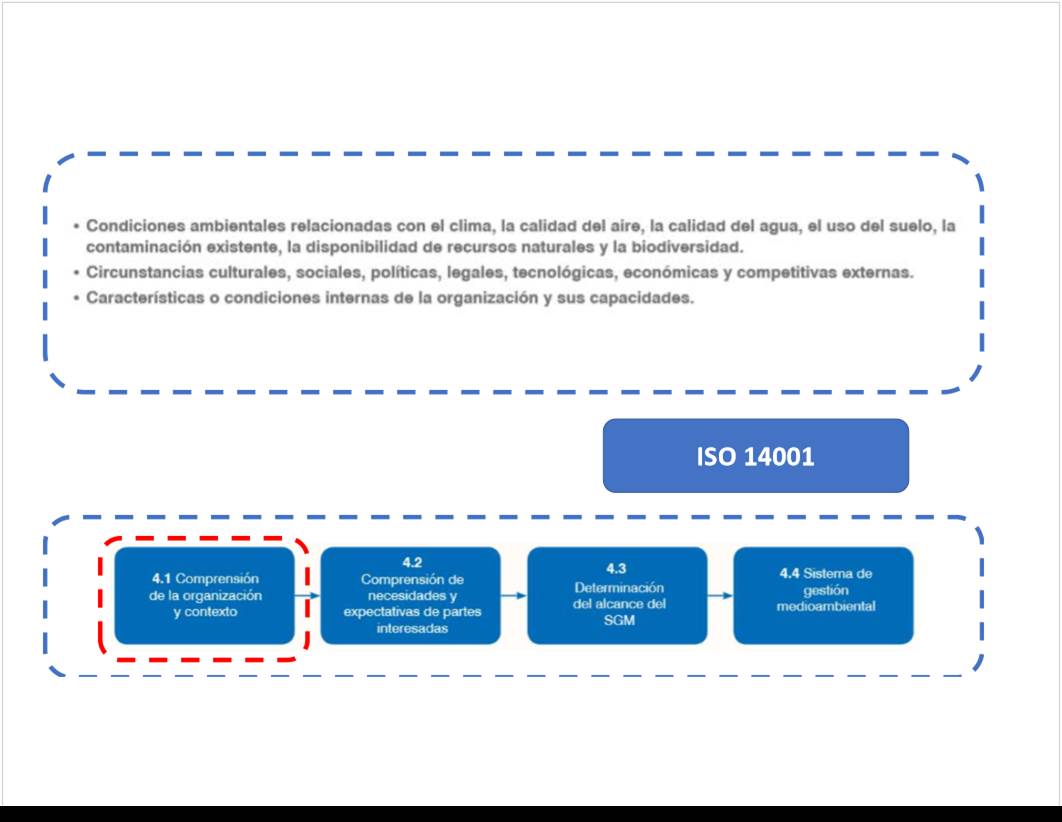 • Condiciones ambientales relacionadas con el clima, la calidad del aire, la calidad del agua, el uso del suelo, la
contaminación existente, la disponibilidad de recursos naturales y la biodiversidad.
• Circunstancias culturales, sociales, políticas, legales, tecnológicas, económicas y competitivas externas.
• Características o condiciones internas de la organización y sus capacidades.
ISO 14001
4.1 Comprensión
de la organización
y contexto
4.2
Comprensión de
necesidades y
expectativas de partes
interesadas
4.3
Determinación
del alcance del
SGM
4.4 Sistema de
gestión
medioambiental